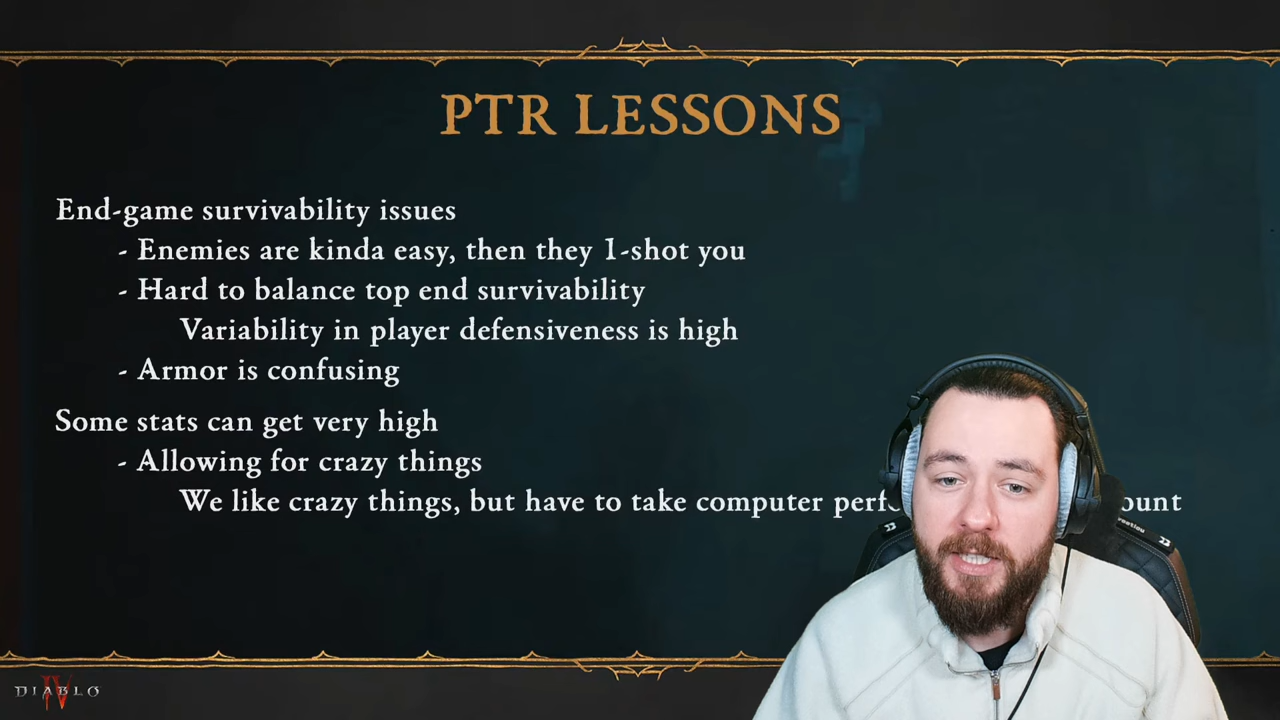 PTR LESSONS
End-game survivability issues
- Enemies are kinda easy, then they 1-shot you
- Hard to balance top end survivability
Variability in player defensiveness is high
- Armor is confusing
Some stats can get very high
- Allowing for crazy things
We like crazy things, but have to take computer
DIABLO
IV